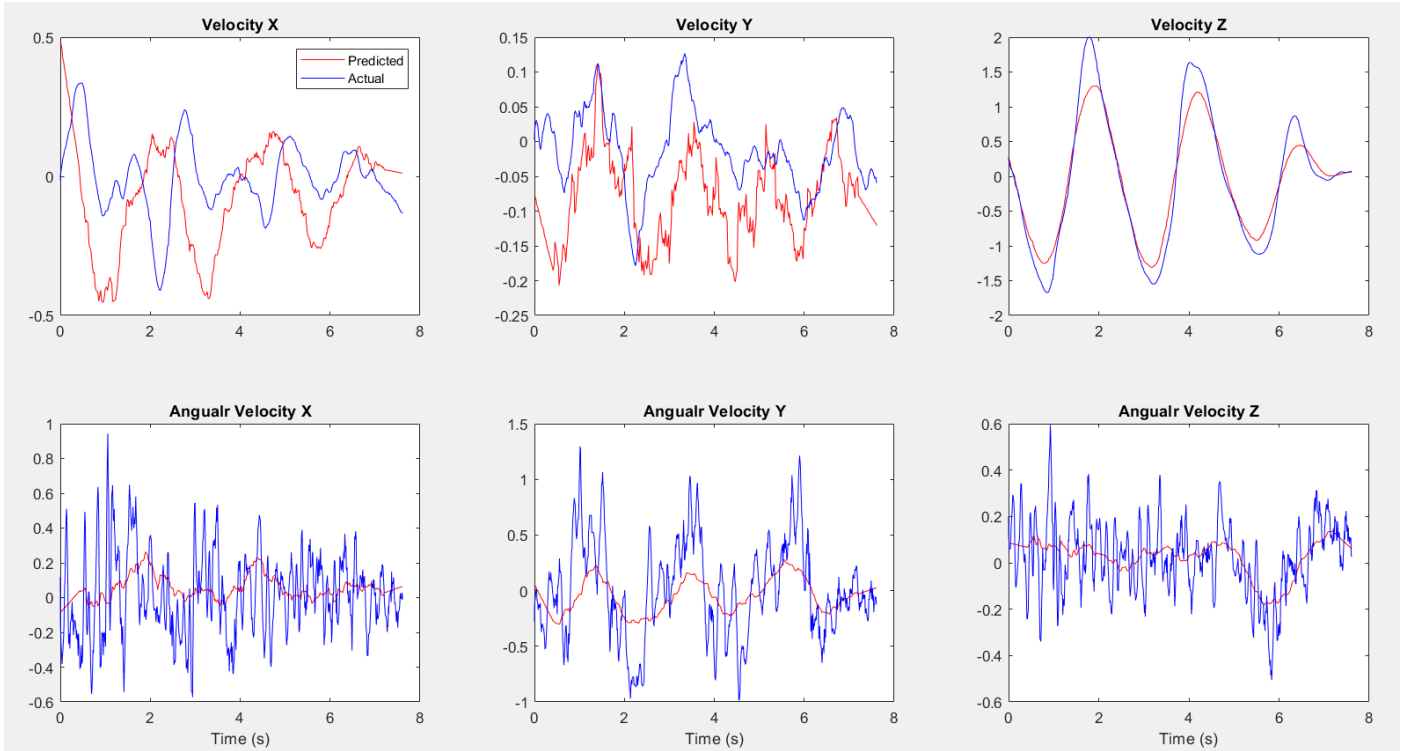 Velocity X
0.5
0
-0.5
0 2 4 6 8
Predicted
Actual
Velocity Y
0.15
0.1
0.05
0
-0.05
-0.1
-0.15
-0.2
-0.25
0 2 4 6 8
Velocity Z
2
1.5
1
0.5
0
-0.5
-1
-1.5
-2
0 2 4 6 8
Angualr Velocity X
1
0.8
0.6
0.4
0.2
0
-0.2
-0.4
-0.6
0 2 4 6 8
Time (s)
Angualr Velocity Y
1.5
1
0.5
0
-0.5
-1
0 2 4 6 8
Time (s)
Angualr Velocity Z
0.6
0.4
0.2
0
-0.2
-0.4
-0.6
0 2 4 6 8
Time (s)